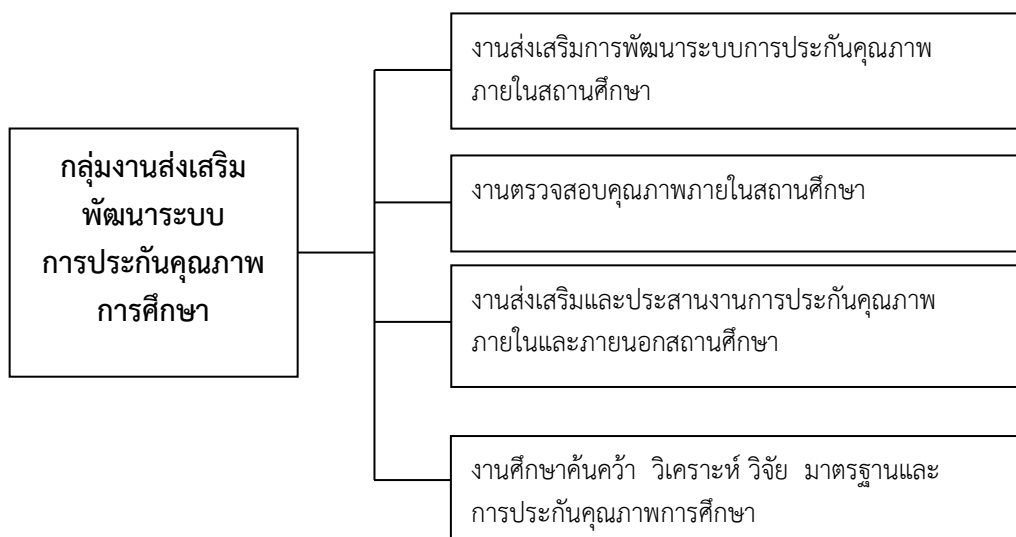 กลุ่มงานส่งเสริม
พัฒนาระบบ
การประกันคุณภาพ
การศึกษา
งานส่งเสริมการพัฒนาระบบการประกันคุณภาพ
ภายในสถานศึกษา
งานตรวจสอบคุณภาพภายในสถานศึกษา
งานส่งเสริมและประสานงานการประกันคุณภาพ
ภายในและภายนอกสถานศึกษา
งานศึกษาค้นคว้า วิเคราะห์ วิจัย มาตรฐานและ
การประกันคุณภาพการศึกษา